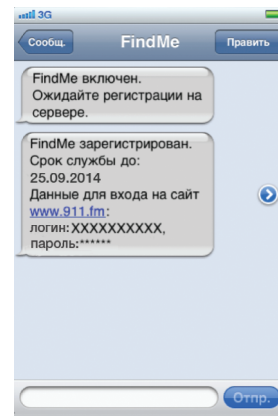 3G
Сообщ.
FindMe
Править
FindMe включен.
Ожидайте регистрации на
сервере.
FindMe зарегистрирован.
Срок службы до:
25.09.2014
Данные для входа на сайт
www.911.fm:
логин:XXXXXXXXXX,
пароль:******
Отпр.